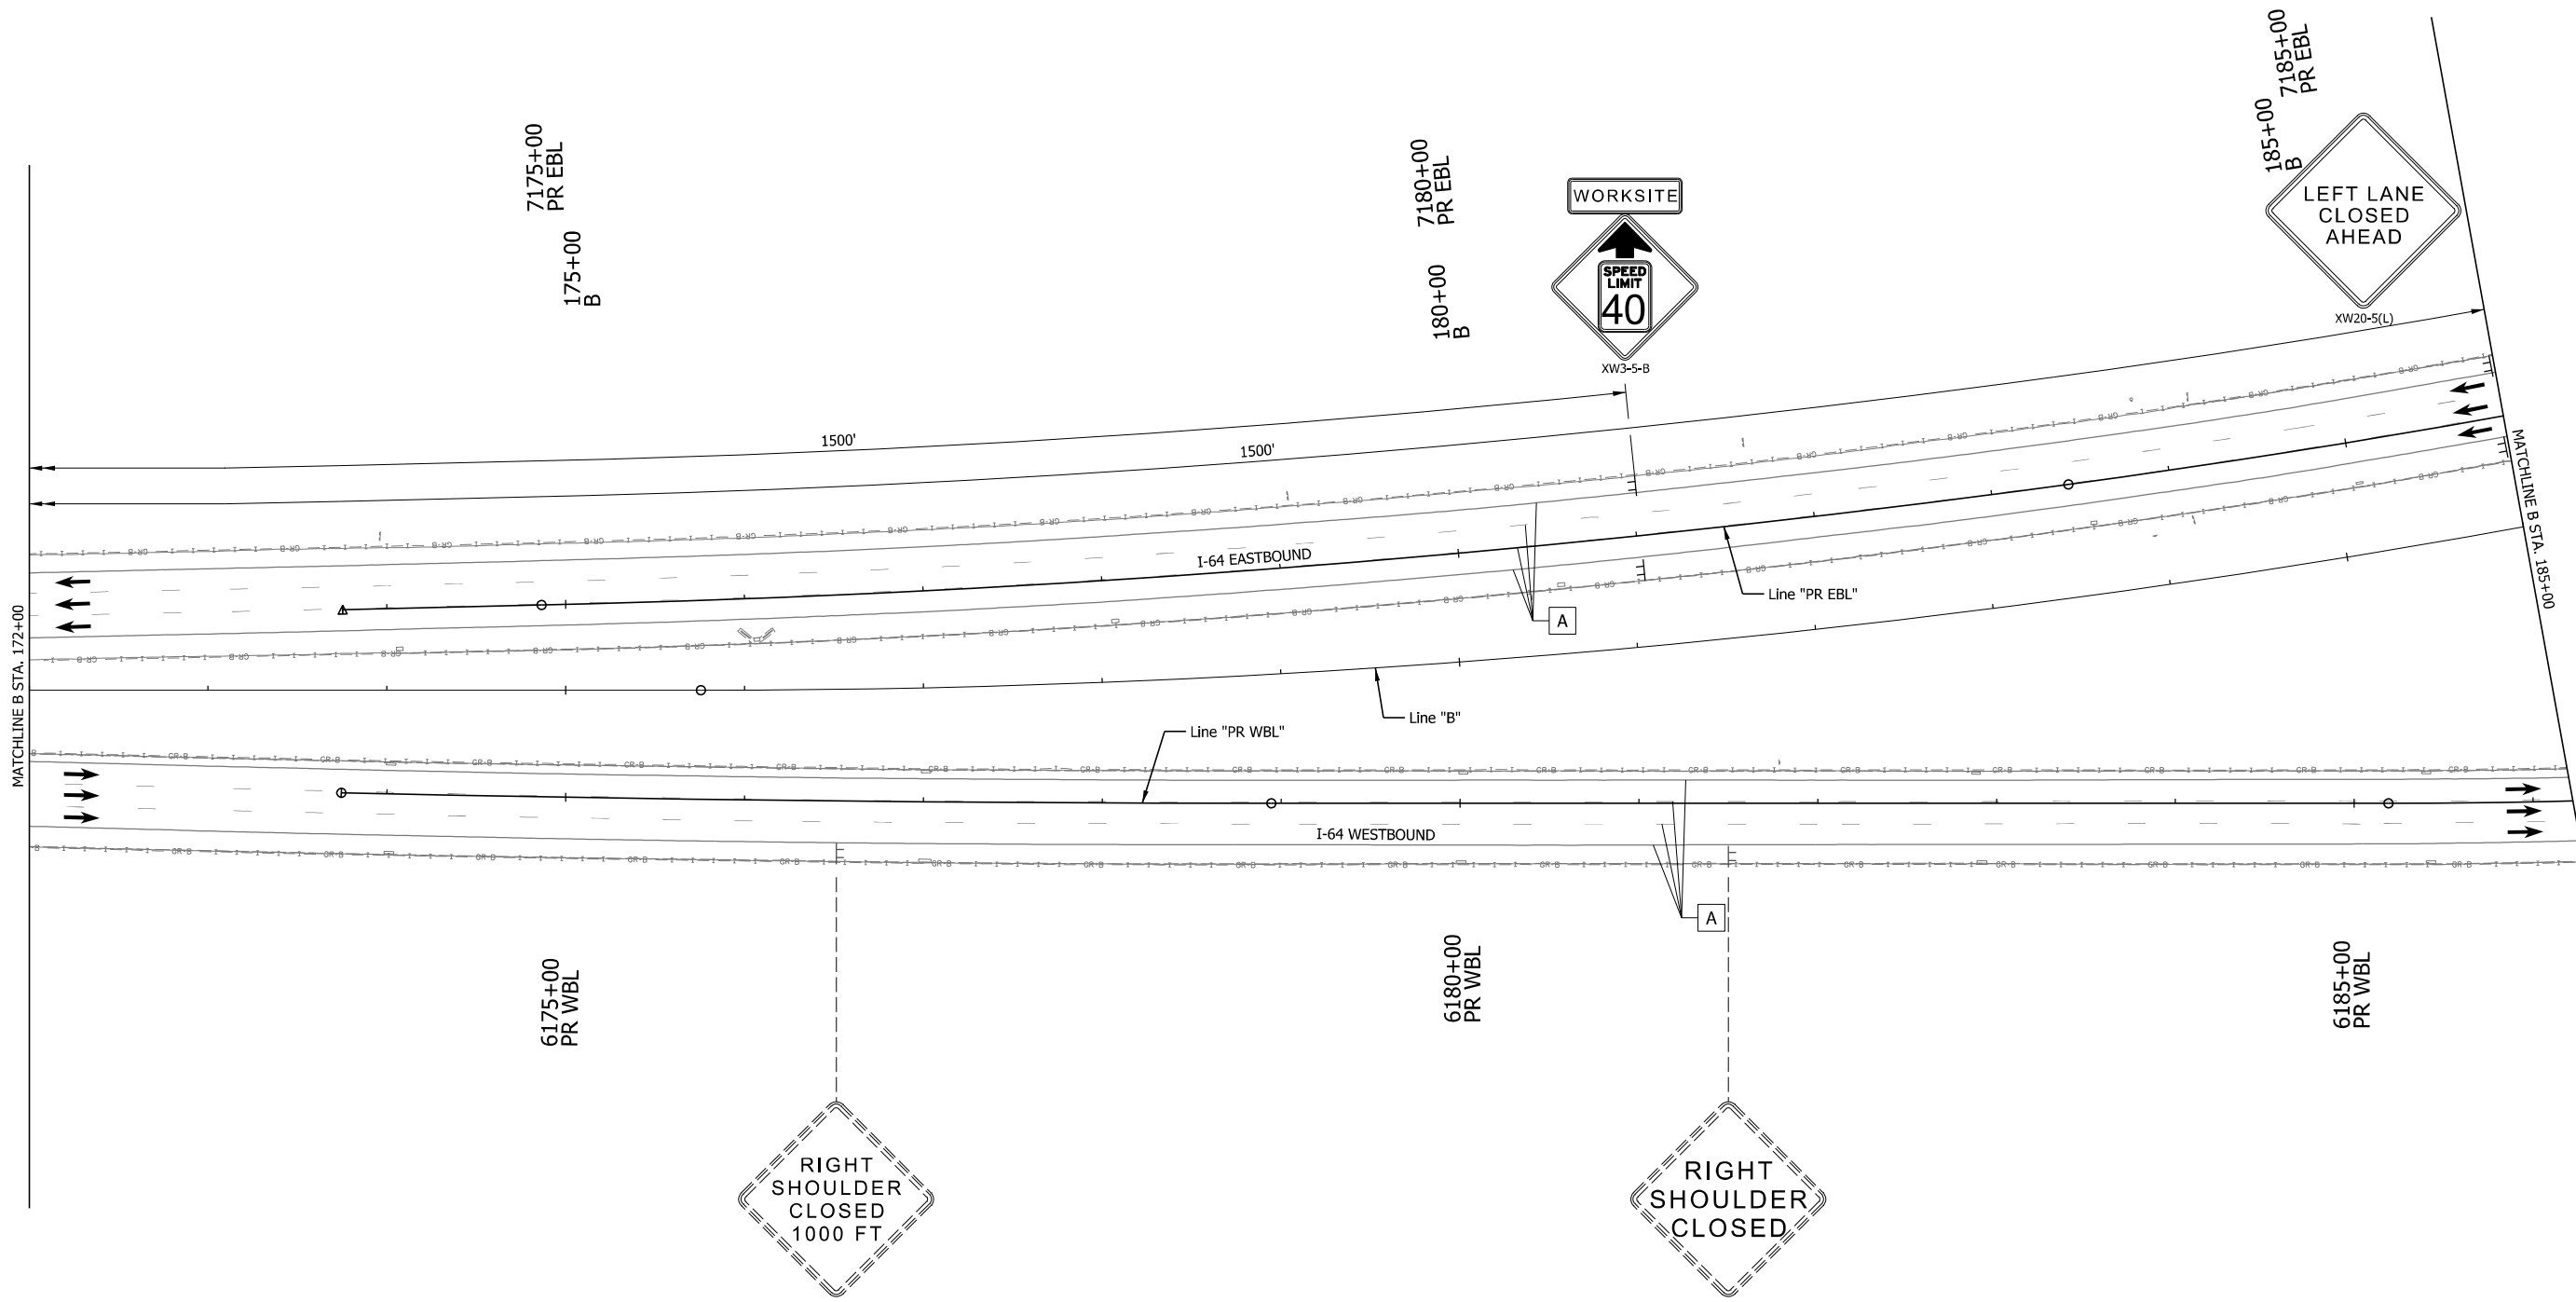 7175+00
PR EBL
175+00
B
7180+00
PR EBL
180+00
B
7185+00
PR EBL
185+00
B
WORKSITE
SPEED
LIMIT
40
XW3-5-B
LEFT LANE
CLOSED
AHEAD
XW20-5(L)
1500'
1500'
I-64 EASTBOUND
Line "PR EBL"
A
MATCHLINE B STA. 172+00
MATCHLINE B STA. 185+00
Line "B"
Line "PR WBL"
I-64 WESTBOUND
GR-B
A
6175+00
PR WBL
6180+00
PR WBL
6185+00
PR WBL
RIGHT
SHOULDER
CLOSED
1000 FT
RIGHT
SHOULDER
CLOSED